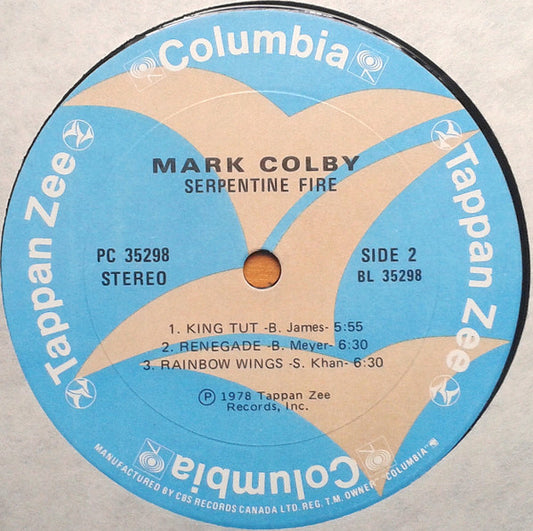 Columbia
Tappan Zee
Tappan Zee
MARK COLBY
SERPENTINE FIRE
PC 35298
STEREO
SIDE 2
BL 35298
1. KING TUT -B. James- 5:55
2. RENEGADE -B. Meyer- 6:30
3. RAINBOW WINGS -S. Khan- 6:30
Ⓟ 1978 Tappan Zee
Records, Inc.
Columbia
MANUFACTURED BY CBS RECORDS CANADA LTD. REG. T.M. OWNER "COLUMBIA"